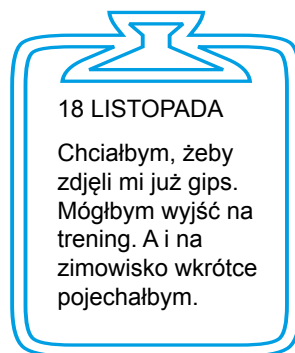 18 LISTOPADA
Chciałbym, żeby
zdjęli mi już gips.
Mógłbym wyjść na
trening. A i na
zimowisko wkrótce
pojechałbym.